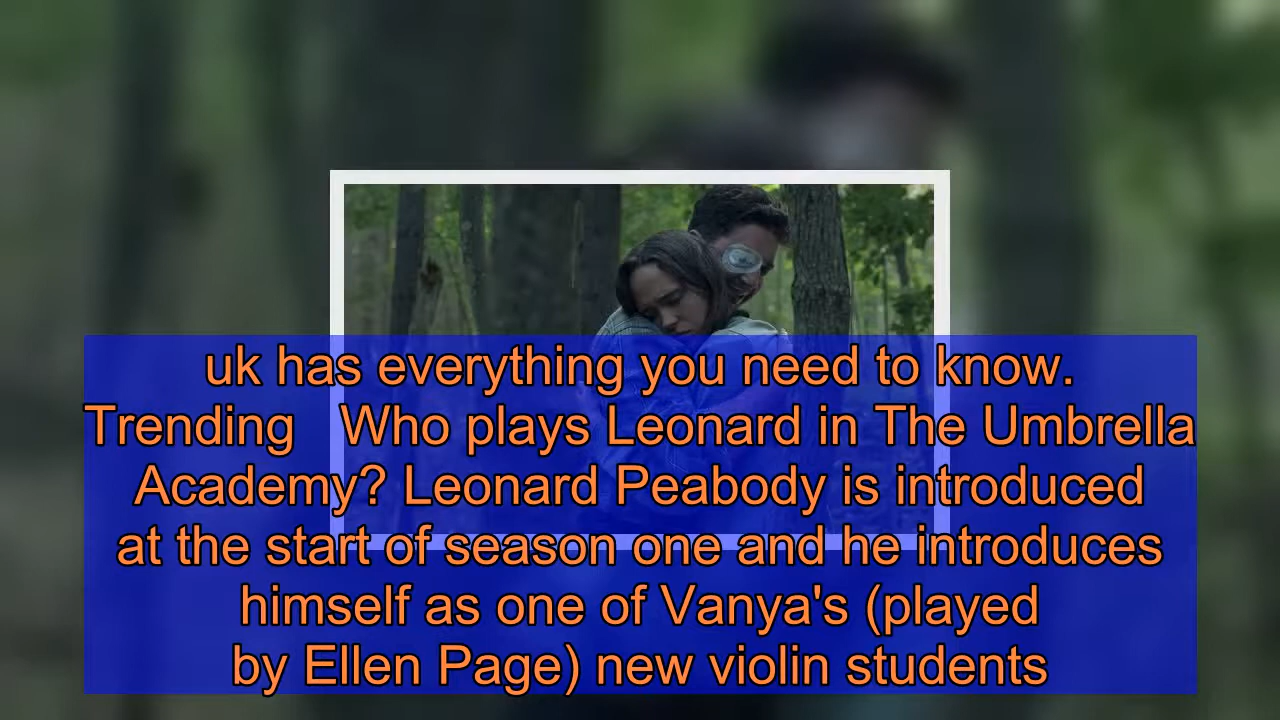 uk has everything you need to know.
Trending   Who plays Leonard in The Umbrella
Academy? Leonard Peabody is introduced
at the start of season one and he introduces
himself as one of Vanya's (played
by Ellen Page) new violin students